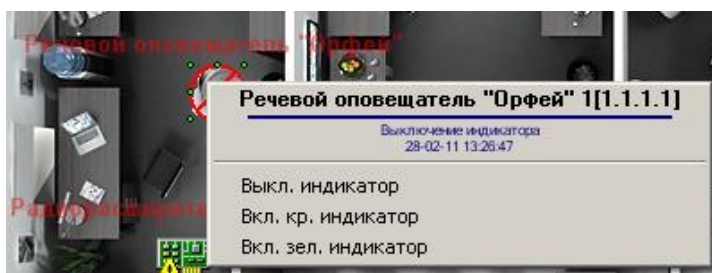 Речевой оповещатель "Орфей"
Речевой оповещатель "Орфей" 1[1.1.1.1]
Выключение индикатора
28-02-11 13:26:47
Выкл. индикатор
Вкл. кр. индикатор
Вкл. зел. индикатор